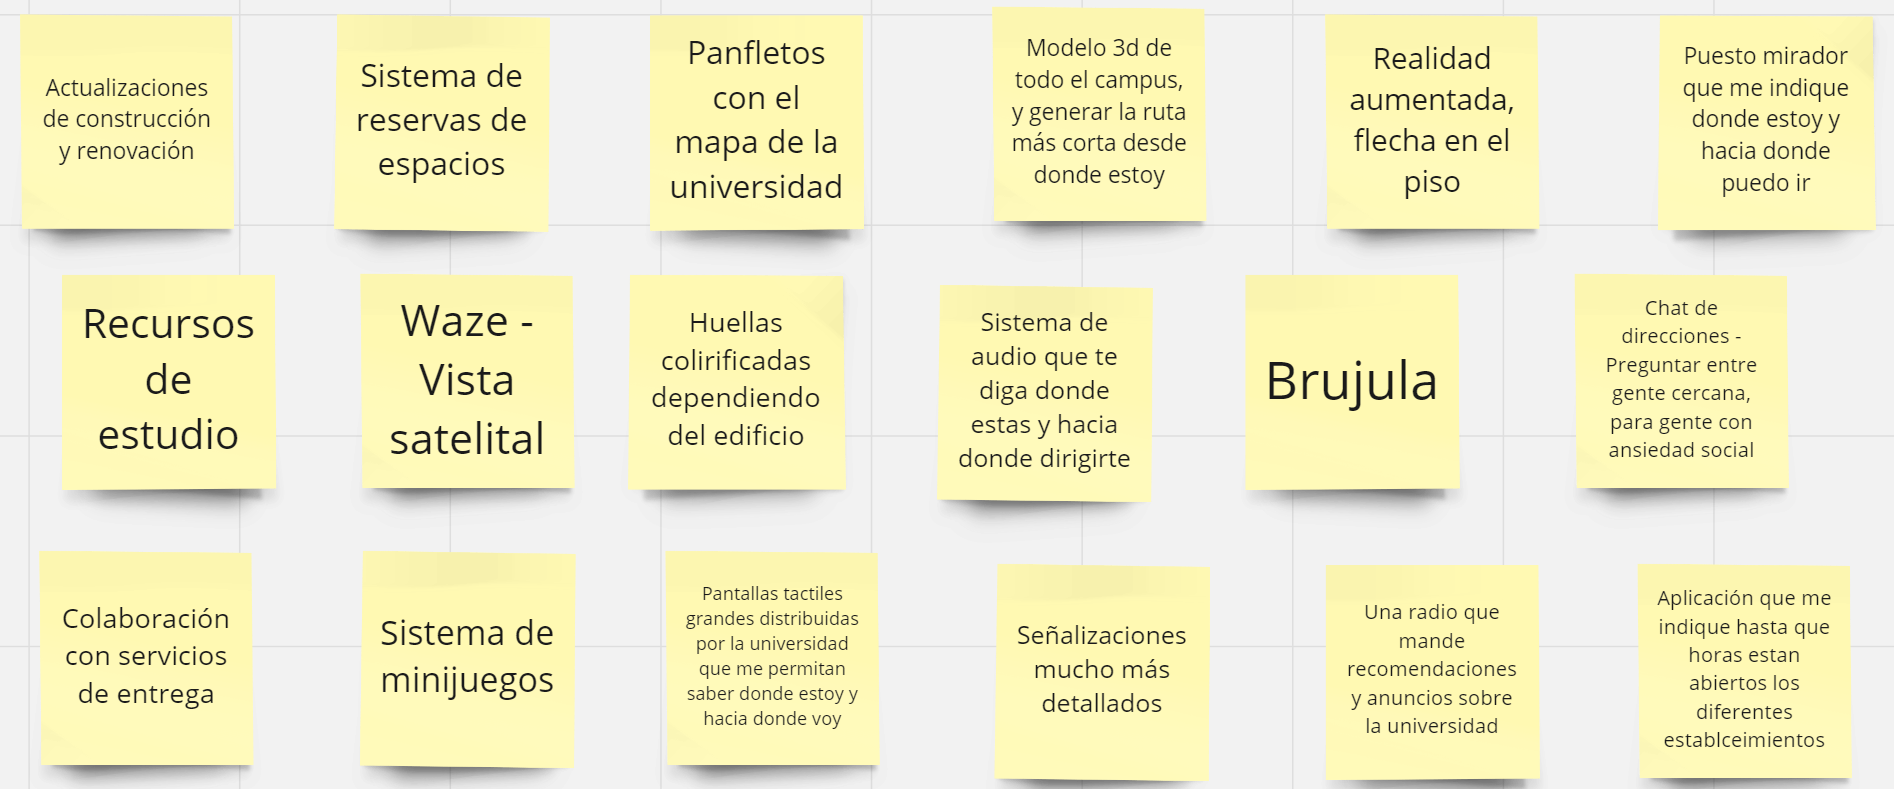 Actualizaciones
de construcción
y renovación
Sistema de
reservas de
espacios
Panfletos
con el
mapa de la
universidad
Modelo 3d de
todo el campus,
y generar la ruta
más corta desde
donde estoy
Realidad
aumentada,
flecha en el
piso
Puesto mirador
que me indique
donde estoy y
hacia donde
puedo ir
Recursos
de
estudio
Waze -
Vista
satelital
Huellas
colirificadas
dependiendo
del edificio
Sistema de
audio que te
diga donde
estas y hacia
donde dirigirte
Brujula
Chat de
direcciones -
Preguntar entre
gente cercana,
para gente con
ansiedad social
Colaboración
con servicios
de entrega
Sistema de
minijuegos
Pantallas tactiles
grandes distribuidas
por la universidad
que me permitan
saber donde estoy y
hacia donde voy
Señalizaciones
mucho más
detallados
Una radio que
mande
recomendaciones
y anuncios sobre
la universidad
Aplicación que me
indique hasta que
horas estan
abiertos los
diferentes
establceimientos